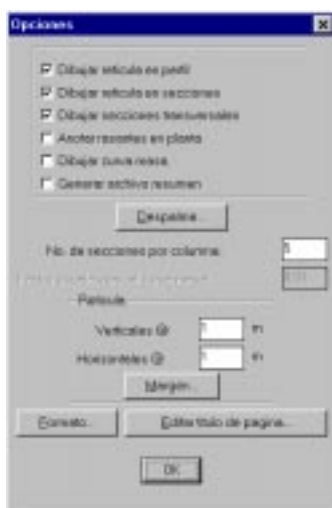 Opciones
Dibujar retícula en perfil
Dibujar retícula en secciones
Dibujar secciones transversales
Anotar rasantes en planta
Dibujar curva masa
Generar archivo resumen
Despalme...
No. de secciones por columna:
Retícula
Verticales @ 1 m
Horizontales @ 1 m
Margen...
Formato...
Editar título de página...
OK